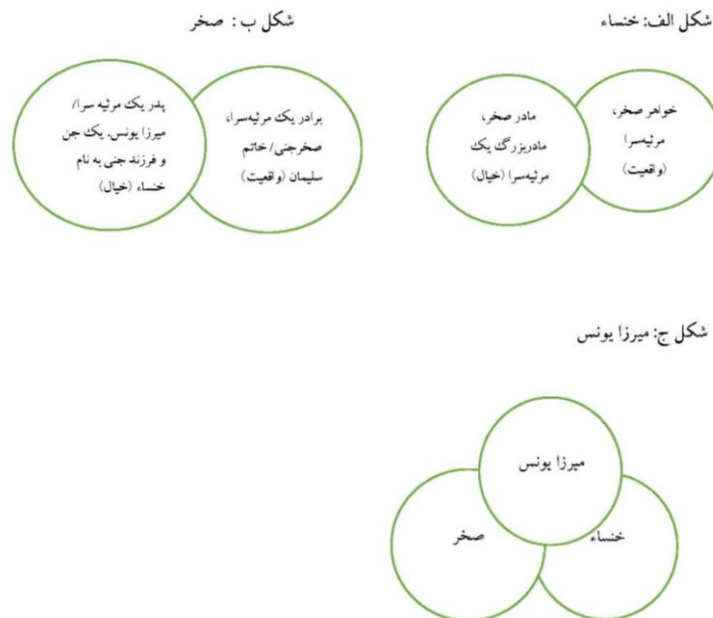 شکل الف: خنساء
شکل ب : صخر
خواهر صخر،
مرثیه‌سرا
(واقعیت)
مادر صخر،
مادربزرگ یک
مرثیه‌سرا (خیال)
برادر یک مرثیه‌سرا،
صخرجنی/ خاتم
سلیمان (واقعیت)
پدر یک مرثیه سرا/
میرزا یونس. یک جن
و فرزند جنی به نام
خنساء (خیال)
شکل ج: میرزا یونس
میرزا یونس
خنساء
صخر